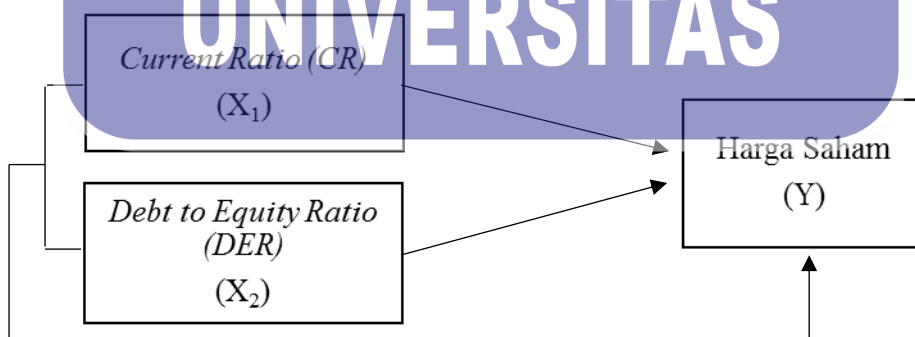 UNIVERSITAS
Current Ratio (CR)
(X₁)
Harga Saham
(Y)
Debt to Equity Ratio
(DER)
(X₂)